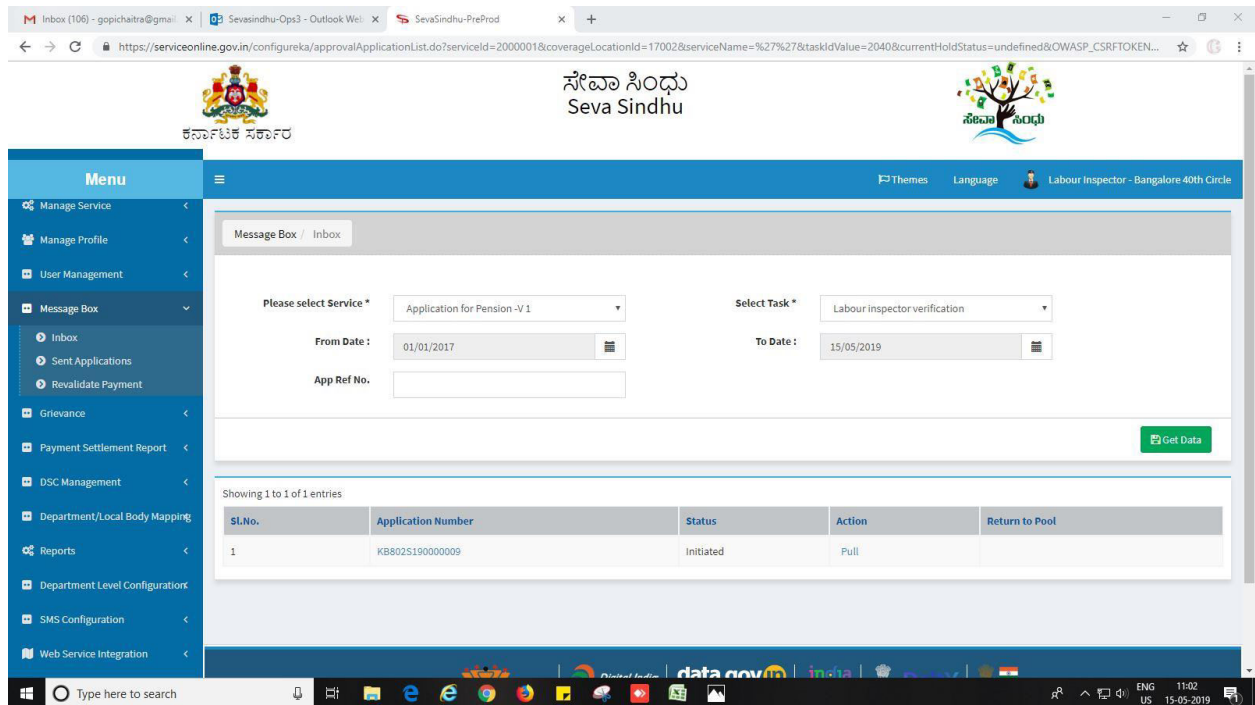 Inbox (106) - gopichaitra@gmail
Sevasindhu-Ops3 - Outlook Web
SevaSindhu-PreProd
https://serviceonline.gov.in/configureka/approvalApplicationList.do?serviceId=2000001&coverageLocationId=17002&serviceName=%27%27&taskIdValue=2040&currentHoldStatus=undefined&OWASP_CSRFTOKEN...
ಕರ್ನಾಟಕ ಸರ್ಕಾರ
ಸೇವಾ ಸಿಂಧು
Seva Sindhu
ಸೇವಾ ಸಿಂಧು
Menu
Themes Language Labour Inspector - Bangalore 40th Circle
Manage Service
Manage Profile
User Management
Message Box
Inbox
Sent Applications
Revalidate Payment
Grievance
Payment Settlement Report
DSC Management
Department/Local Body Mapping
Reports
Department Level Configuration
SMS Configuration
Web Service Integration
Message Box / Inbox
Please select Service * Application for Pension -V 1 Select Task * Labour inspector verification
From Date : 01/01/2017 To Date : 15/05/2019
App Ref No.
Get Data
Showing 1 to 1 of 1 entries
Sl.No. Application Number Status Action Return to Pool
1 KB802S190000009 Initiated Pull
Digital India data.gov in india
Type here to search
ENG 11:02
US 15-05-2019